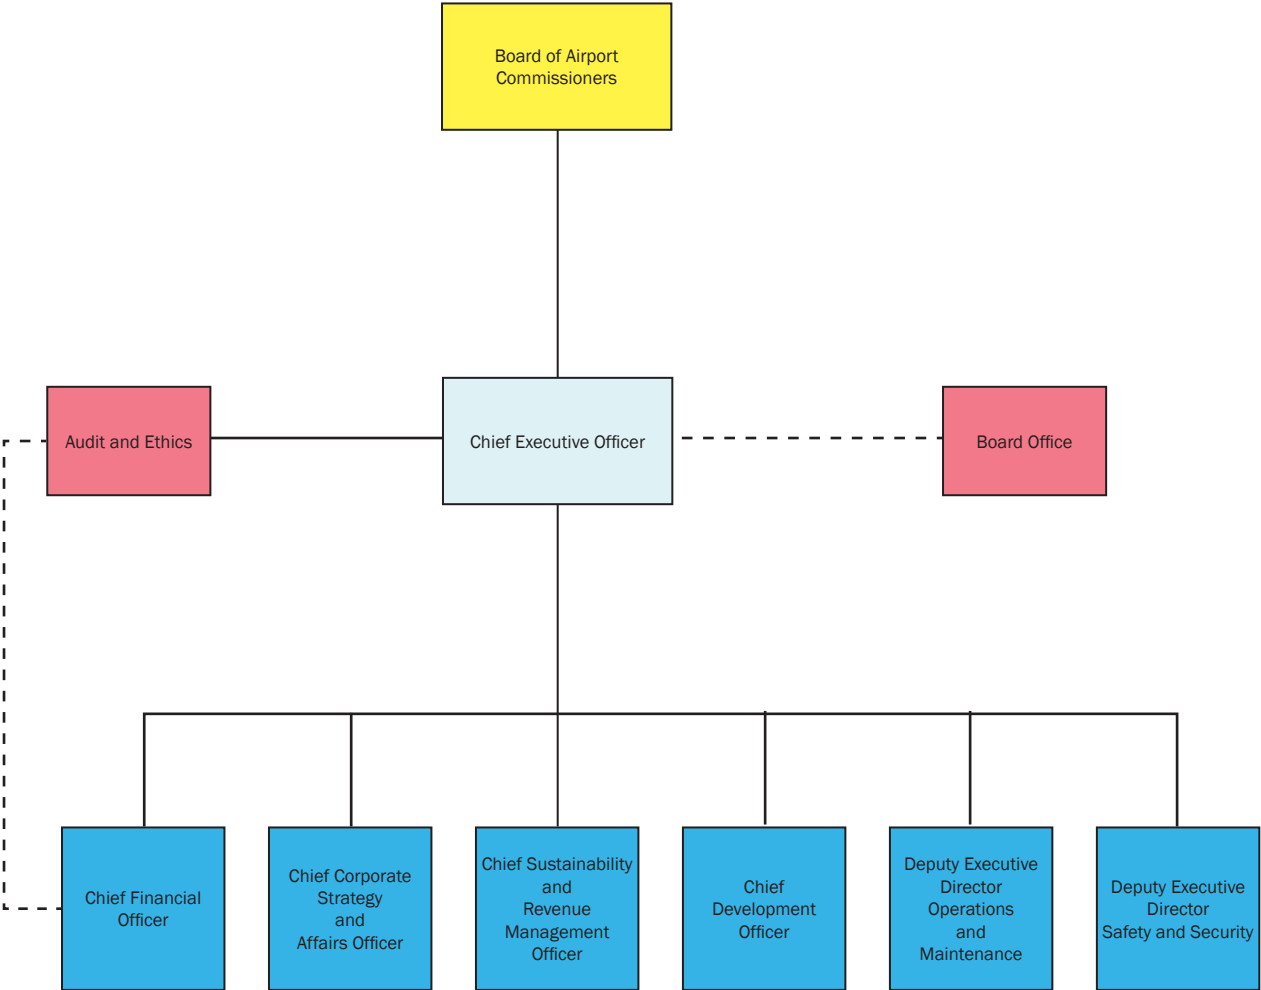 Board of Airport
Commissioners
Audit and Ethics
Chief Executive Officer
Board Office
Chief Financial
Officer
Chief Corporate
Strategy
and
Affairs Officer
Chief Sustainability
and
Revenue
Management
Officer
Chief
Development
Officer
Deputy Executive
Director
Operations
and
Maintenance
Deputy Executive
Director
Safety and Security